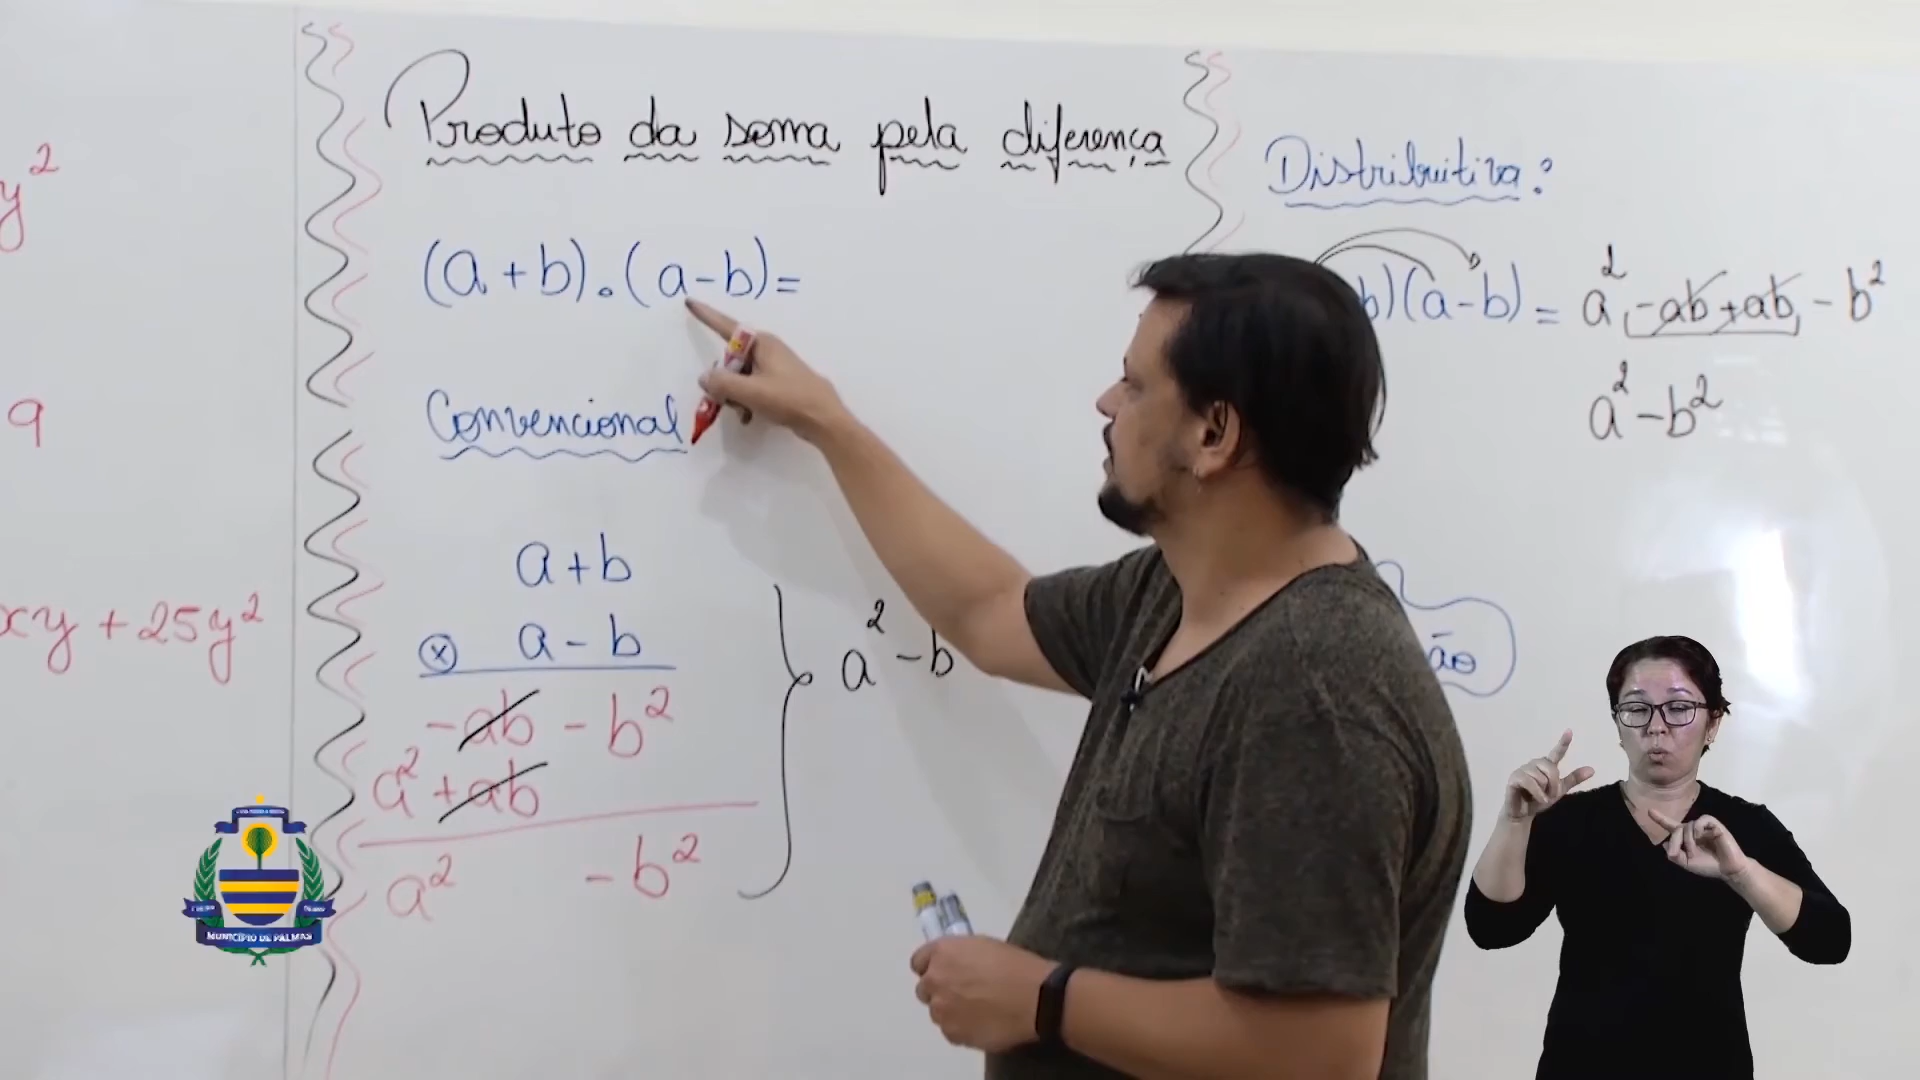 y²
9
xy + 25y²
Produto da soma pela diferença
(a + b) . (a - b) =
Convencional
a + b
⊗ a - b
-ab - b²
a² + ab
a² - b²
a² - b
Distributiva:
b)(a - b) = a² - ab + ab - b²
a² - b²
ão
MUNICÍPIO DE PALMAS